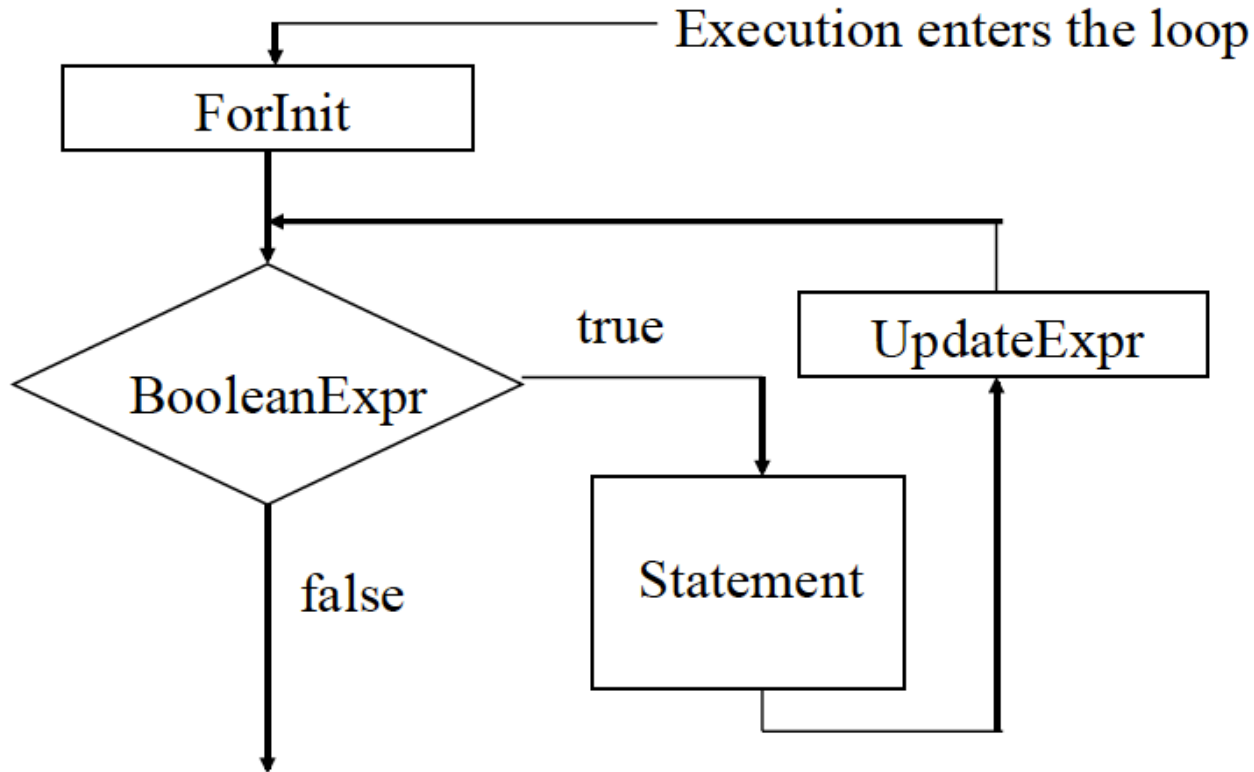 Execution enters the loop
ForInit
true
UpdateExpr
BooleanExpr
Statement
false